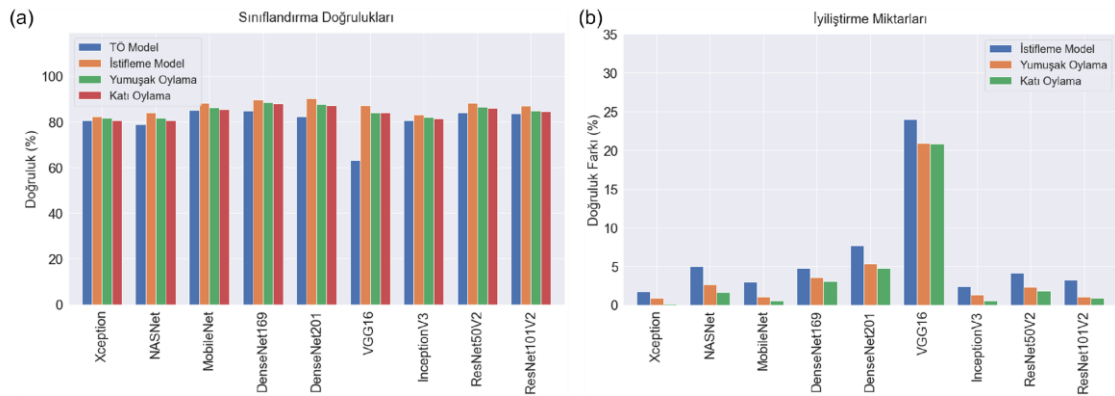 (a)
Sınıflandırma Doğrulukları
TÖ Model
İstifleme Model
Yumuşak Oylama
Katı Oylama
Doğruluk (%)
100
80
60
40
20
0
Xception
NASNet
MobileNet
DenseNet169
DenseNet201
VGG16
InceptionV3
ResNet50V2
ResNet101V2
(b)
İyiliştirme Miktarları
İstifleme Model
Yumuşak Oylama
Katı Oylama
Doğruluk Farkı (%)
35
30
25
20
15
10
5
0
Xception
NASNet
MobileNet
DenseNet169
DenseNet201
VGG16
InceptionV3
ResNet50V2
ResNet101V2